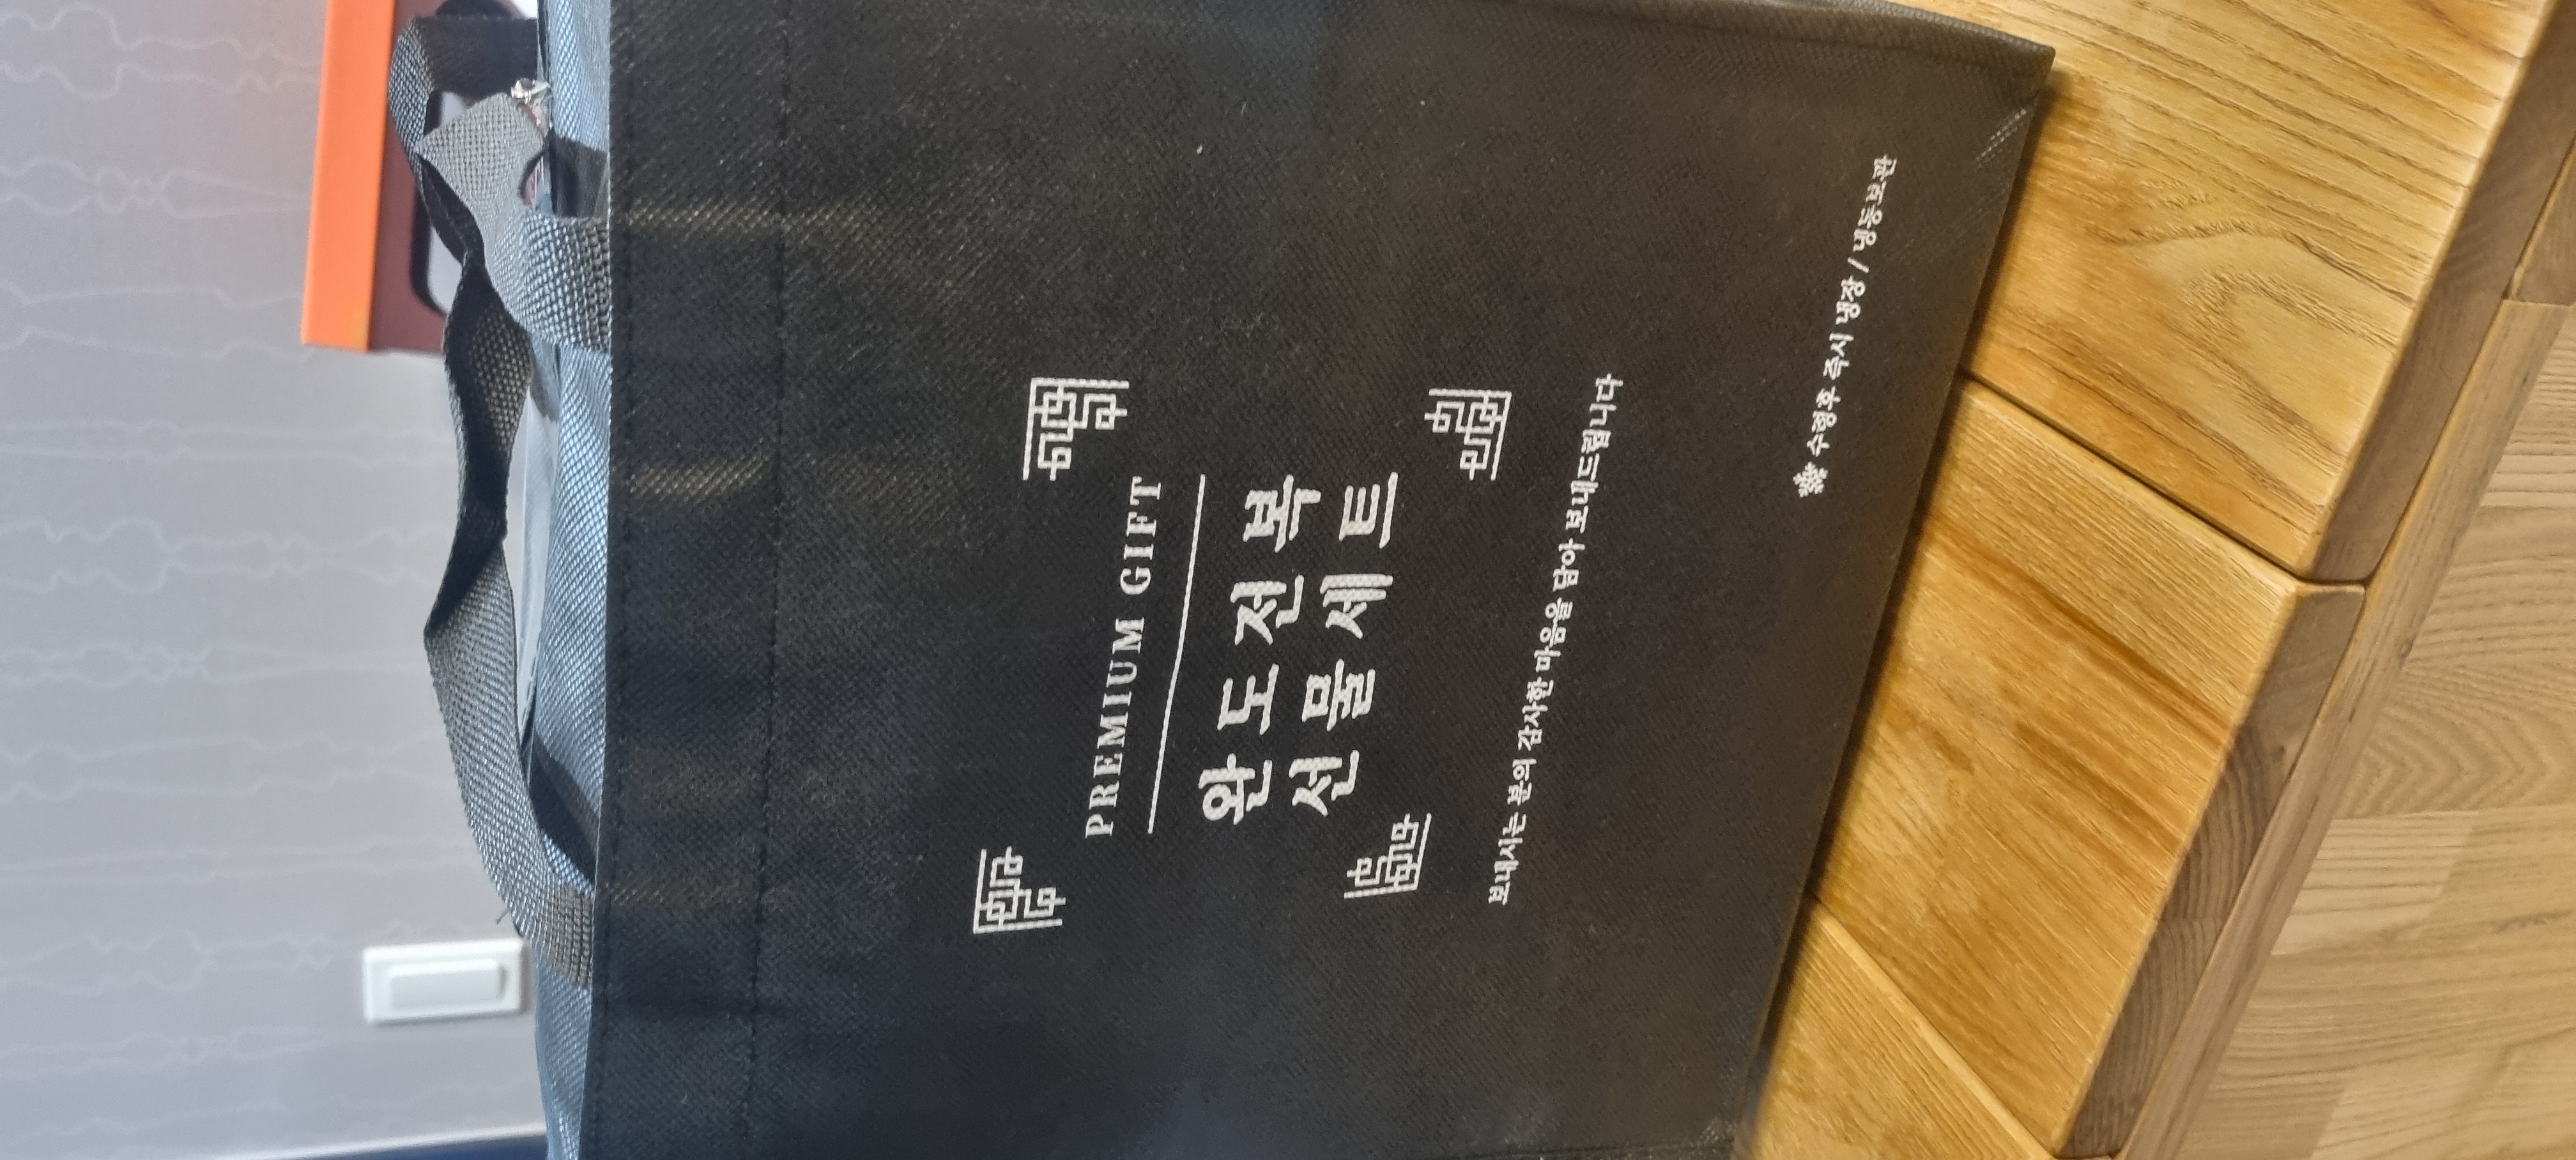 PREMIUM GIFT
완도전복
선물세트
보내시는 분의 감사한 마음을 담아 보내드립니다
수령후 즉시 냉장 / 냉동보관